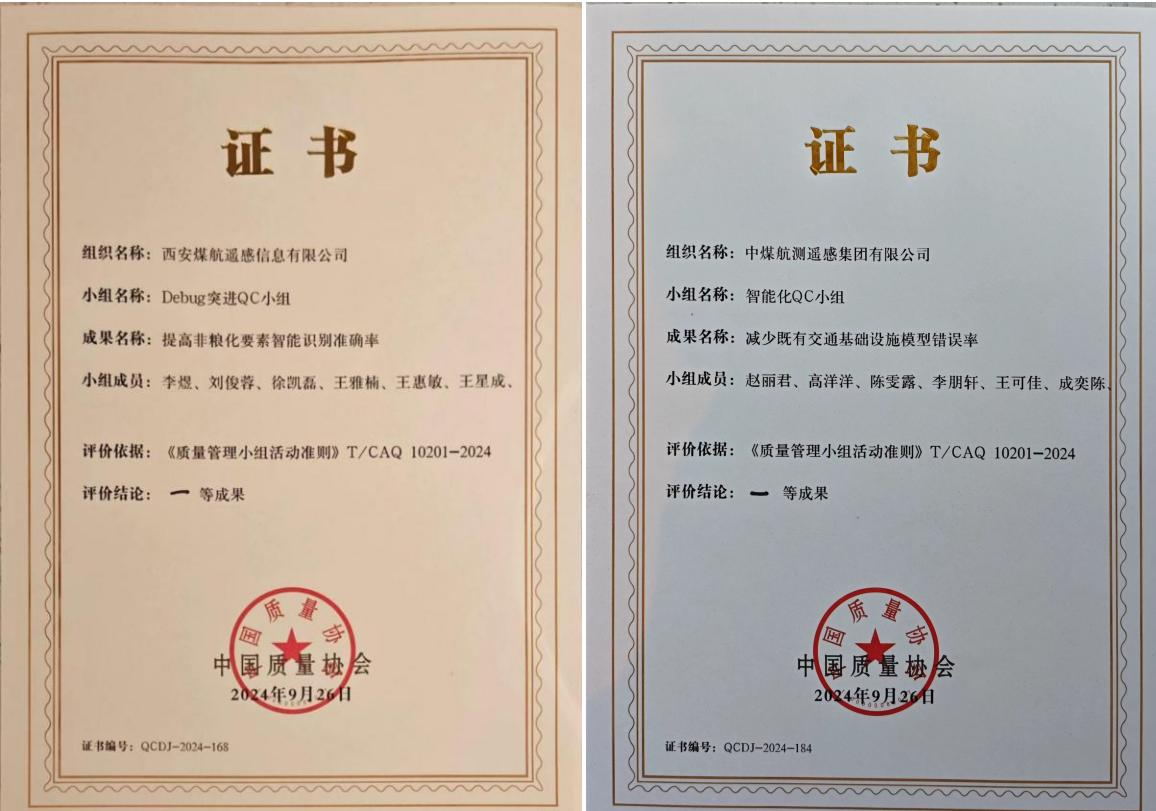 证书
组织名称：西安煤航遥感信息有限公司
小组名称：Debug突进QC小组
成果名称：提高非粮化要素智能识别准确率
小组成员：李煜、刘俊蓉、徐凯磊、王雅楠、王惠敏、王星成、
评价依据：《质量管理小组活动准则》T/CAQ 10201-2024
评价结论：一 等成果
中国质量协会
2024年9月26日
证书编号：QCDJ-2024-168
证书
组织名称：中煤航测遥感集团有限公司
小组名称：智能化QC小组
成果名称：减少既有交通基础设施模型错误率
小组成员：赵丽君、高洋洋、陈雯露、李朋轩、王可佳、成奕陈、
评价依据：《质量管理小组活动准则》T/CAQ 10201-2024
评价结论：一 等成果
中国质量协会
2024年9月26日
证书编号：QCDJ-2024-184